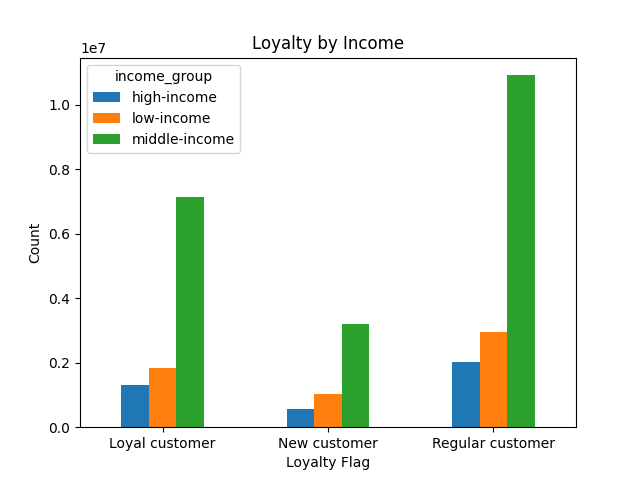 Loyalty by Income
1e7
income_group
high-income
low-income
middle-income
1.0
0.8
0.6
0.4
0.2
0.0
Count
Loyal customer New customer Regular customer
Loyalty Flag